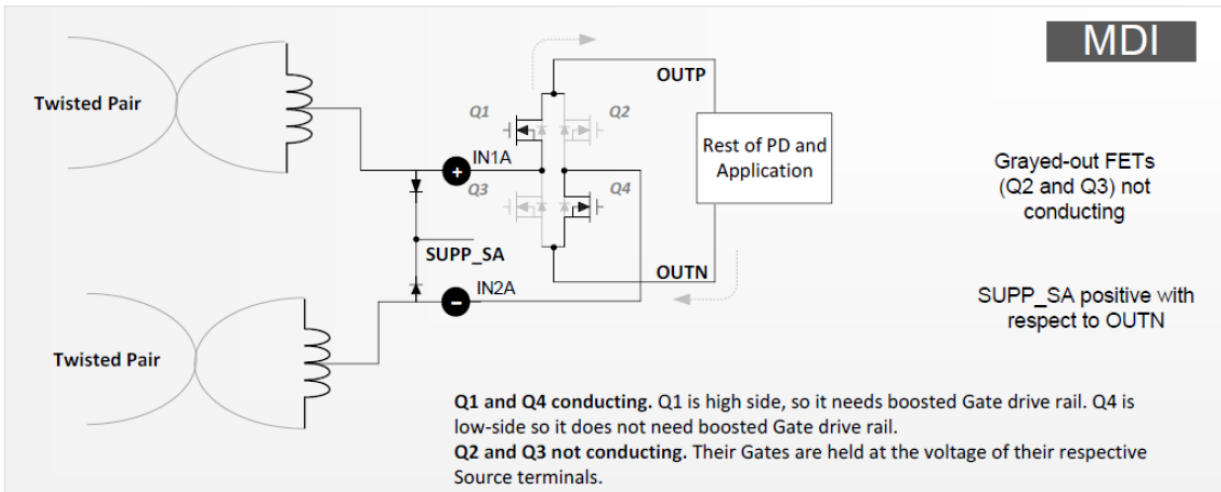 MDI
OUTP
Twisted Pair
Q1
Q2
Rest of PD and
Application
IN1A
+
Q3
Q4
Grayed-out FETs
(Q2 and Q3) not
conducting
SUPP_SA
OUTN
IN2A
−
SUPP_SA positive with
respect to OUTN
Twisted Pair
Q1 and Q4 conducting. Q1 is high side, so it needs boosted Gate drive rail. Q4 is
low-side so it does not need boosted Gate drive rail.
Q2 and Q3 not conducting. Their Gates are held at the voltage of their respective
Source terminals.